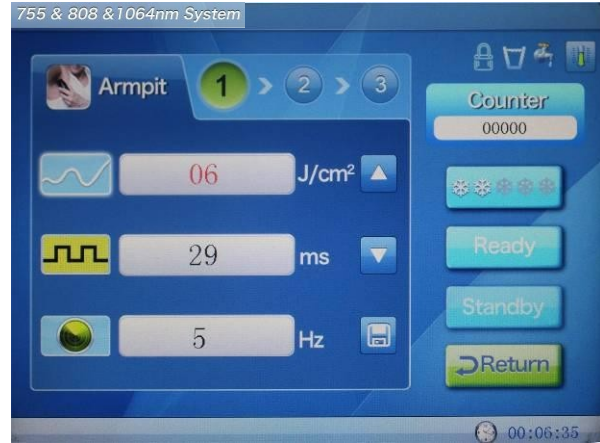 755 & 808 &1064nm System
Armpit
1 > 2 > 3
Counter
00000
06 J/cm²
29 ms
Ready
Standby
5 Hz
Return
00:06:35